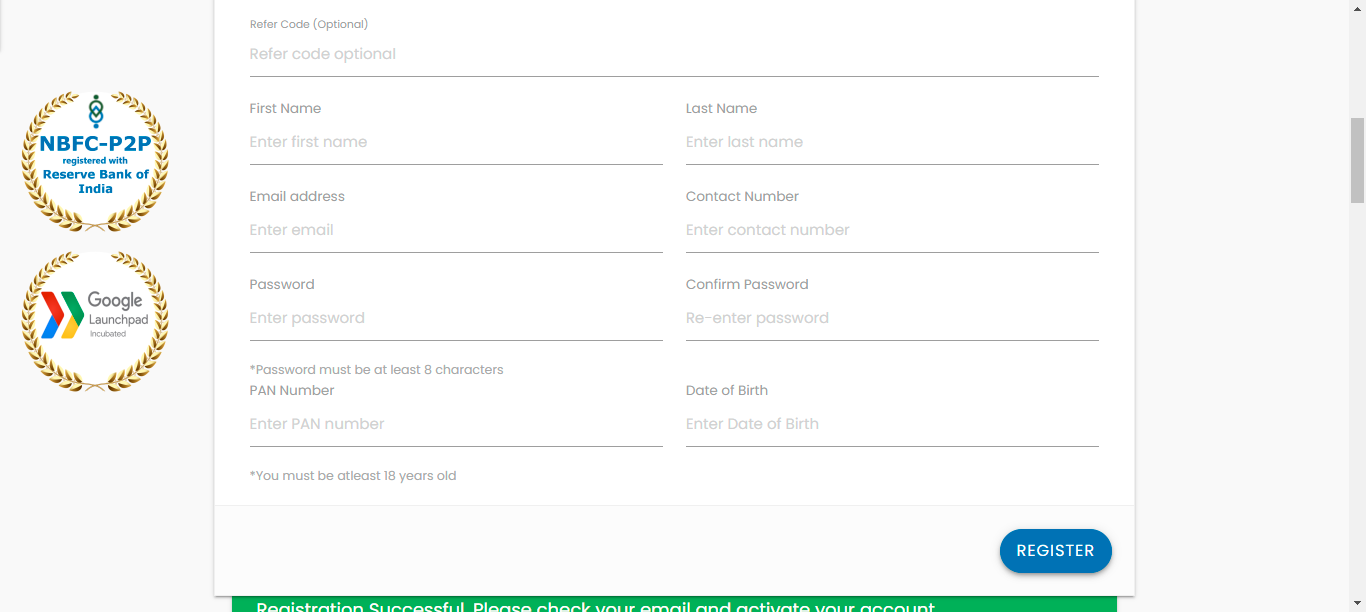 Refer Code (Optional)
Refer code optional
First Name
Last Name
Enter first name
Enter last name
Email address
Contact Number
Enter email
Enter contact number
Password
Confirm Password
Enter password
Re-enter password
*Password must be at least 8 characters
PAN Number
Date of Birth
Enter PAN number
Enter Date of Birth
*You must be atleast 18 years old
REGISTER
Registration Successful. Please check your email and activate your account.
NBFC-P2P
registered with
Reserve Bank of
India
Google
Launchpad
Incubated